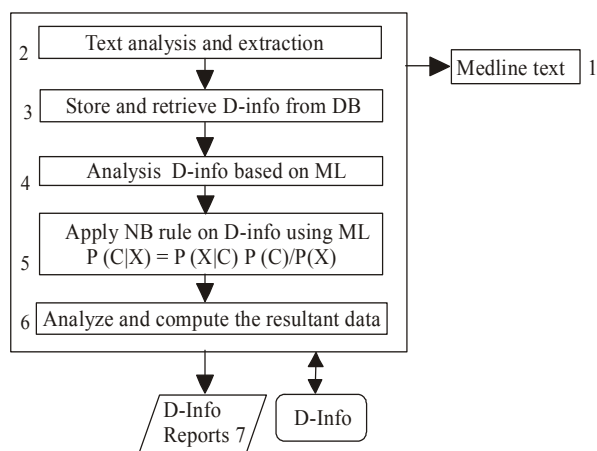 2 Text analysis and extraction
Medline text 1
3 Store and retrieve D-info from DB
4 Analysis D-info based on ML
Apply NB rule on D-info using ML
5 P (C|X) = P (X|C) P (C)/P(X)
6 Analyze and compute the resultant data
D-Info
Reports 7
D-Info